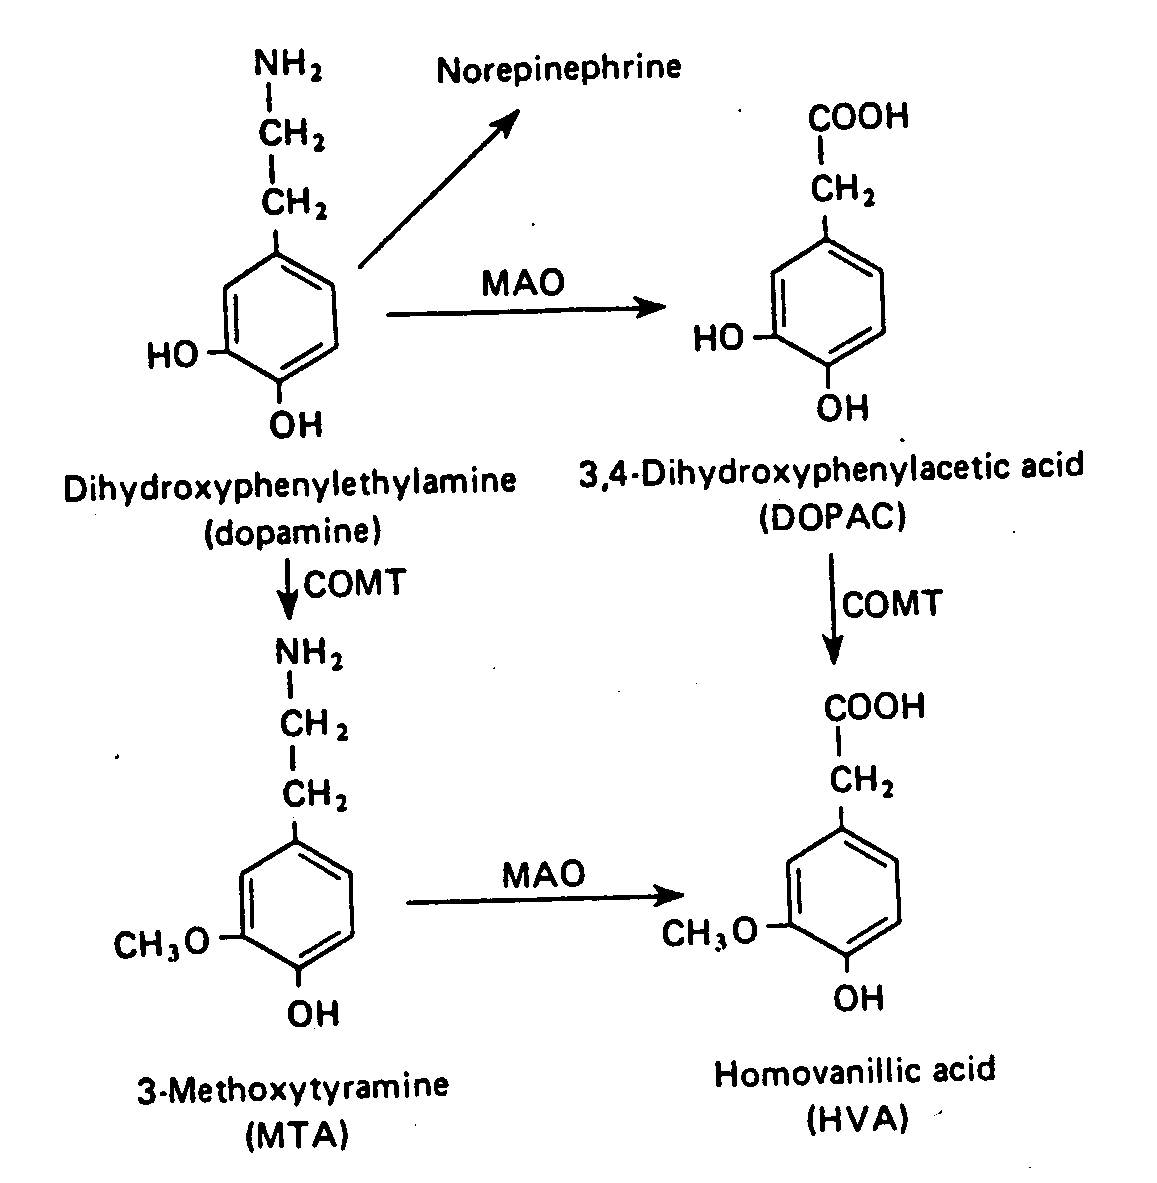 NH2
CH2
CH2
HO
OH
Dihydroxyphenylethylamine
(dopamine)
Norepinephrine
MAO
COOH
CH2
HO
OH
3,4-Dihydroxyphenylacetic acid
(DOPAC)
COMT
COMT
NH2
CH2
CH2
CH3O
OH
3-Methoxytyramine
(MTA)
MAO
COOH
CH2
CH3O
OH
Homovanillic acid
(HVA)